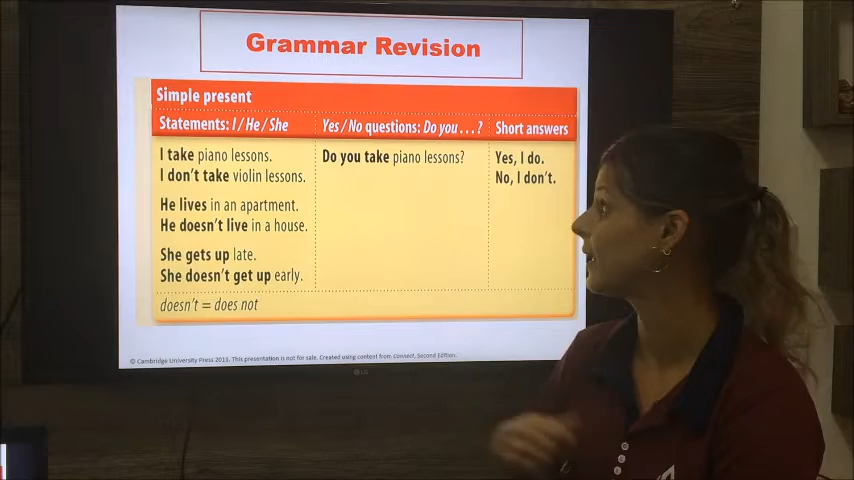 Grammar Revision
Simple present
Statements: I / He / She
Yes / No questions: Do you . . . ?
Short answers
I take piano lessons.
I don't take violin lessons.
He lives in an apartment.
He doesn't live in a house.
She gets up late.
She doesn't get up early.
doesn't = does not
Do you take piano lessons?
Yes, I do.
No, I don't.
© Cambridge University Press 2015. This presentation is not for sale. Created using content from Connect, Second Edition.
LG